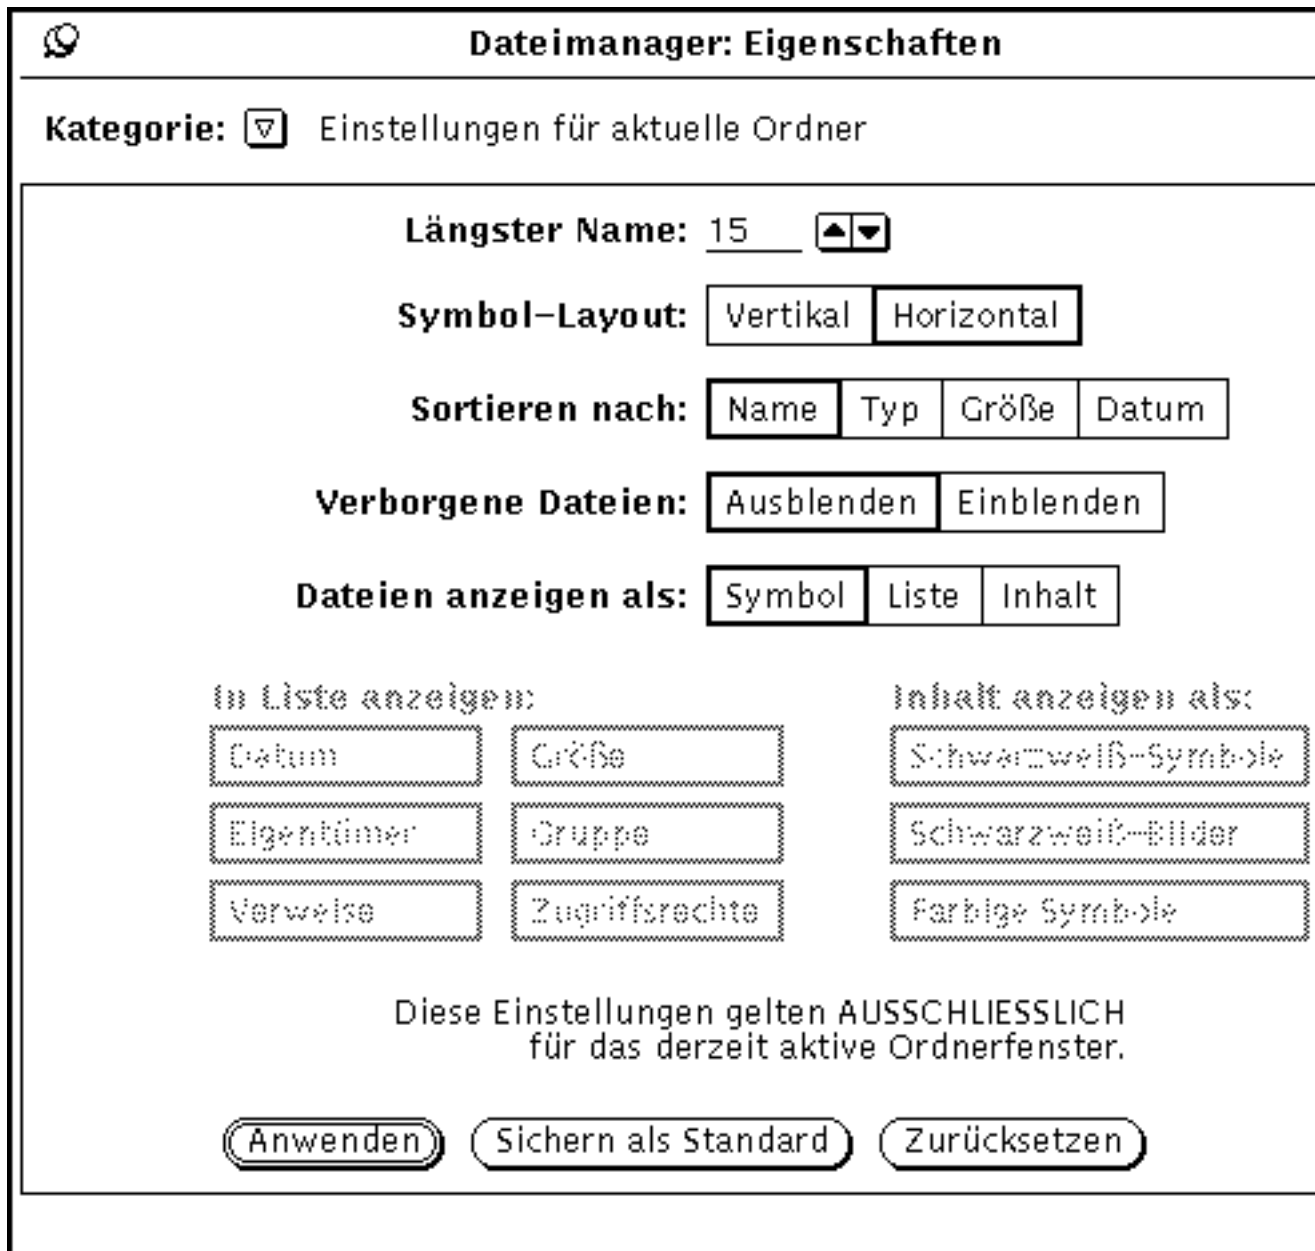 Dateimanager: Eigenschaften
Kategorie: Einstellungen für aktuelle Ordner
Längster Name: 15
Symbol-Layout: Vertikal Horizontal
Sortieren nach: Name Typ Größe Datum
Verborgene Dateien: Ausblenden Einblenden
Dateien anzeigen als: Symbol Liste Inhalt
In Liste anzeigen: Inhalt anzeigen als:
Datum Größe Schwarzweiß-Symbole
Eigentümer Gruppe Schwarzweiß-Bilder
Verweise Zugriffsrechte Farbige Symbole
Diese Einstellungen gelten AUSSCHLIESSLICH
für das derzeit aktive Ordnerfenster.
Anwenden Sichern als Standard Zurücksetzen